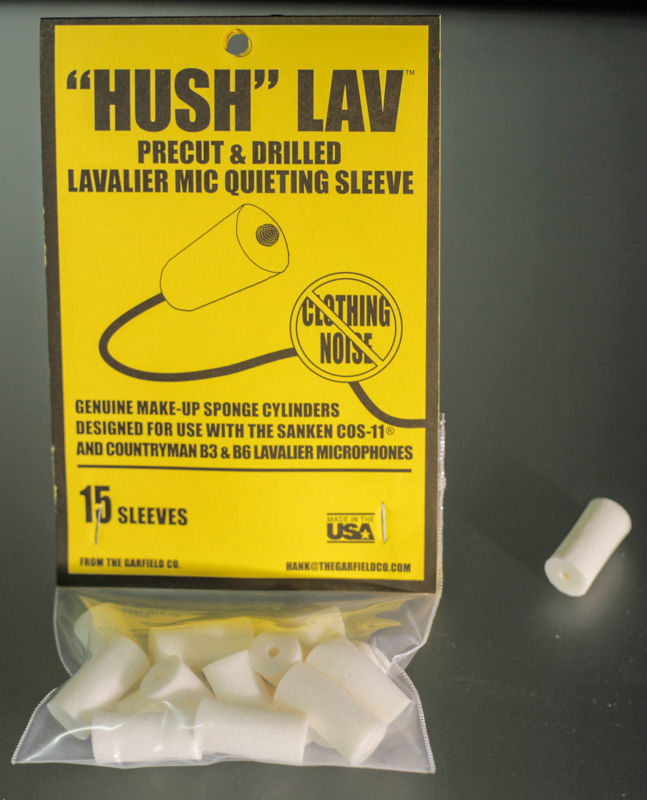 “HUSH” LAV™
PRECUT & DRILLED
LAVALIER MIC QUIETING SLEEVE
CLOTHING
NOISE
GENUINE MAKE-UP SPONGE CYLINDERS
DESIGNED FOR USE WITH THE SANKEN COS-11®
AND COUNTRYMAN B3 & B6 LAVALIER MICROPHONES
15 SLEEVES
MADE IN THE
USA
FROM THE GARFIELD CO.
HANK@THEGARFIELDCO.COM